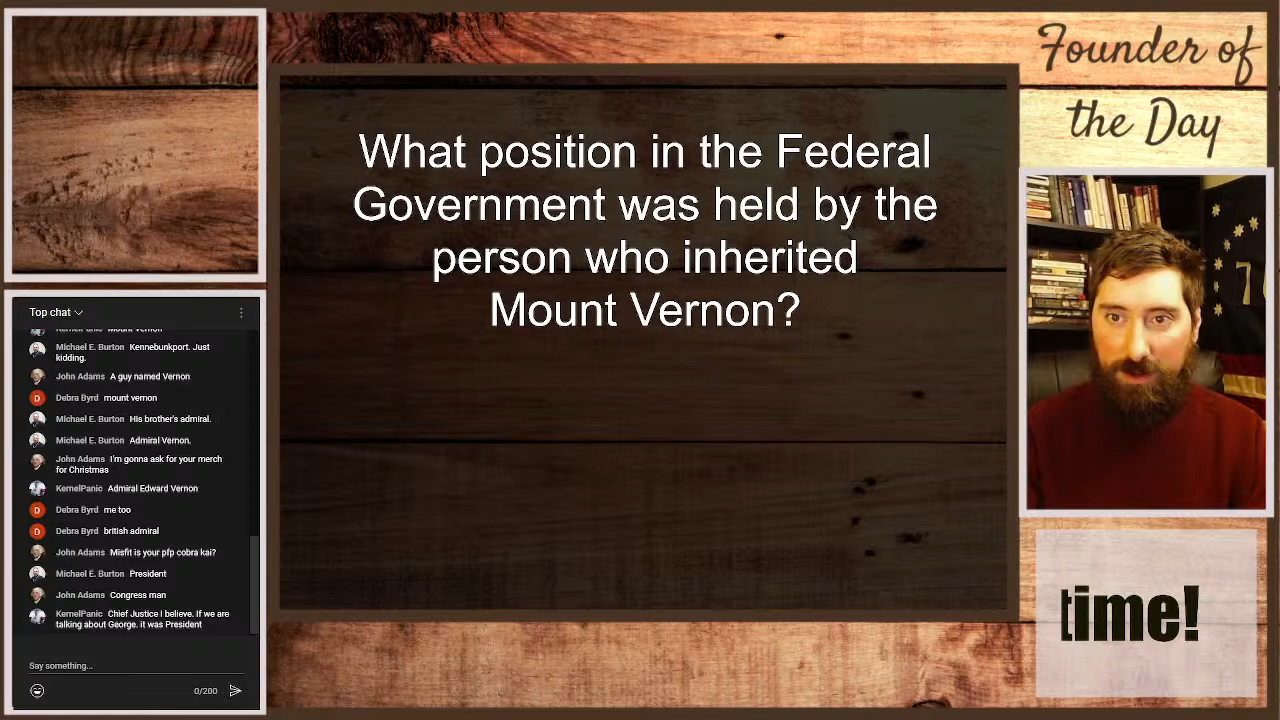 Founder of
the Day
What position in the Federal
Government was held by the
person who inherited
Mount Vernon?
Top chat
KernelPanic Mount Vernon
Michael E. Burton Kennebunkport. Just
kidding.
John Adams A guy named Vernon
D Debra Byrd mount vernon
Michael E. Burton His brother's admiral.
Michael E. Burton Admiral Vernon.
John Adams I'm gonna ask for your merch
for Christmas
KernelPanic Admiral Edward Vernon
D Debra Byrd me too
D Debra Byrd british admiral
John Adams Misfit is your pfp cobra kai?
Michael E. Burton President
John Adams Congress man
KernelPanic Chief Justice I believe. If we are
talking about George. it was President
Say something...
0/200
7
time!